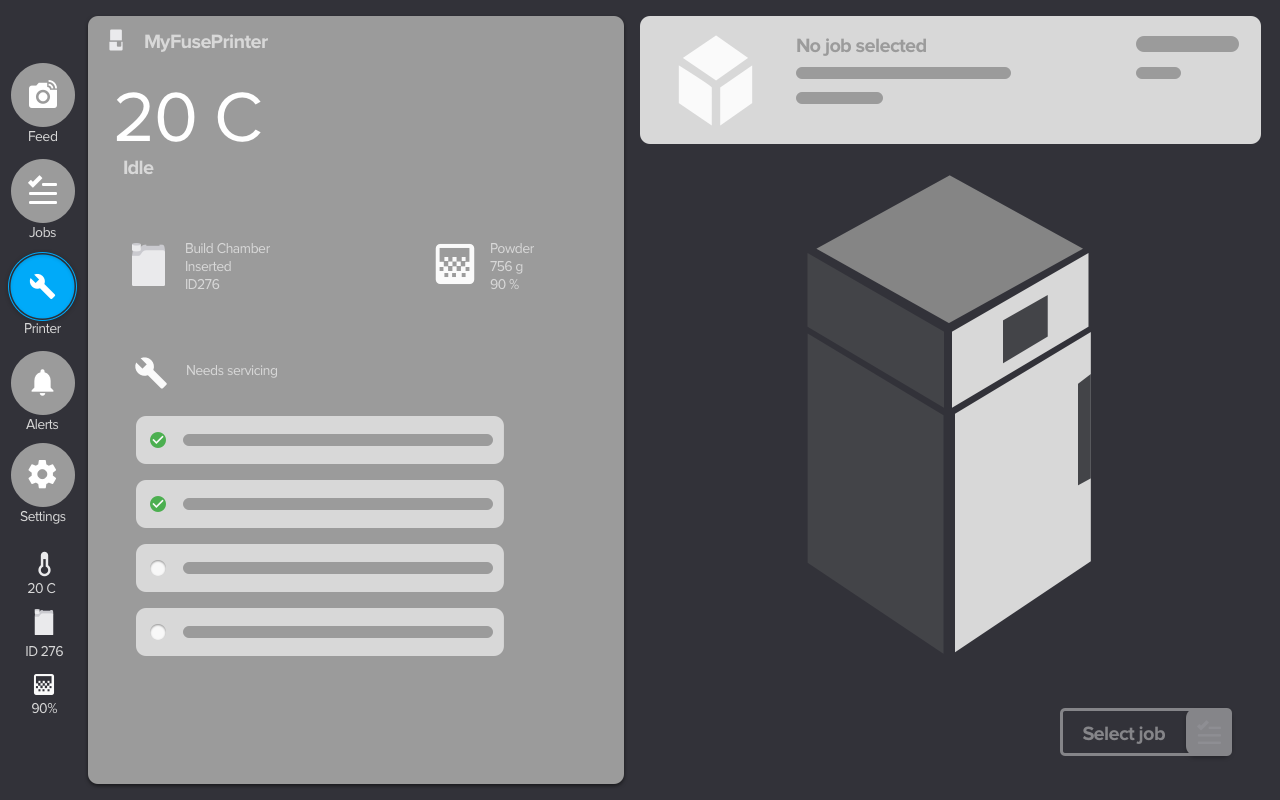 Feed
Jobs
Printer
Alerts
Settings
20 C
ID 276
90%
MyFusePrinter
20 C
Idle
Build Chamber
Inserted
ID276
Powder
756 g
90 %
Needs servicing
No job selected
Select job